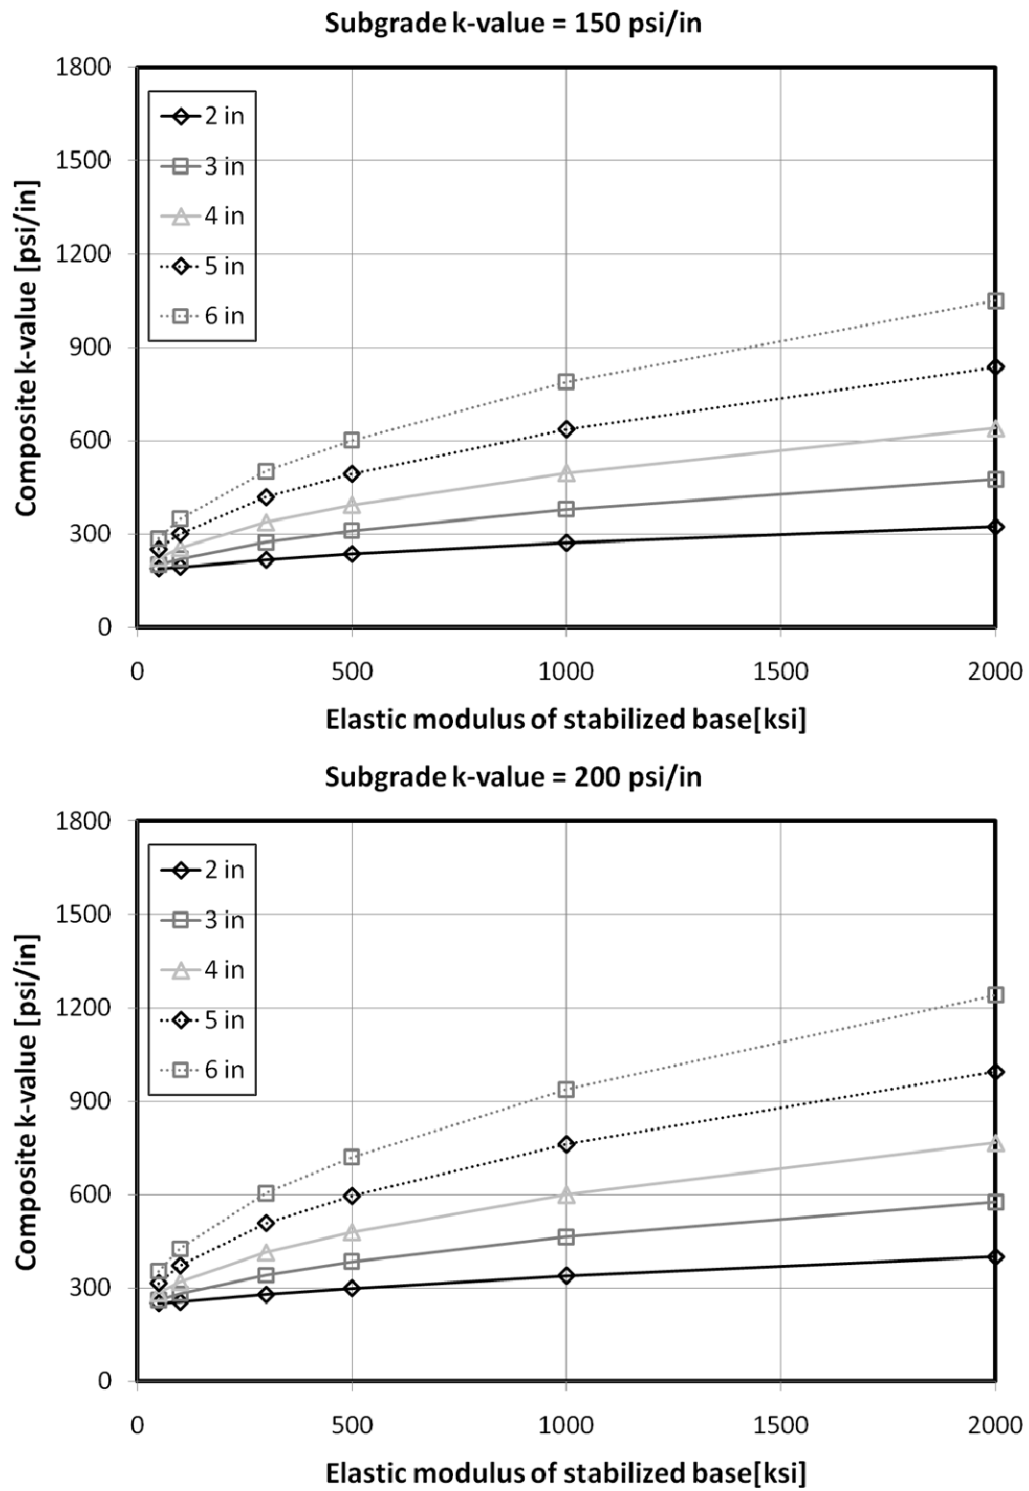 Subgrade k-value = 150 psi/in
1800
1500
1200
900
600
300
0
Composite k-value [psi/in]
2 in
3 in
4 in
5 in
6 in
0 500 1000 1500 2000
Elastic modulus of stabilized base[ksi]
Subgrade k-value = 200 psi/in
1800
1500
1200
900
600
300
0
Composite k-value [psi/in]
2 in
3 in
4 in
5 in
6 in
0 500 1000 1500 2000
Elastic modulus of stabilized base[ksi]